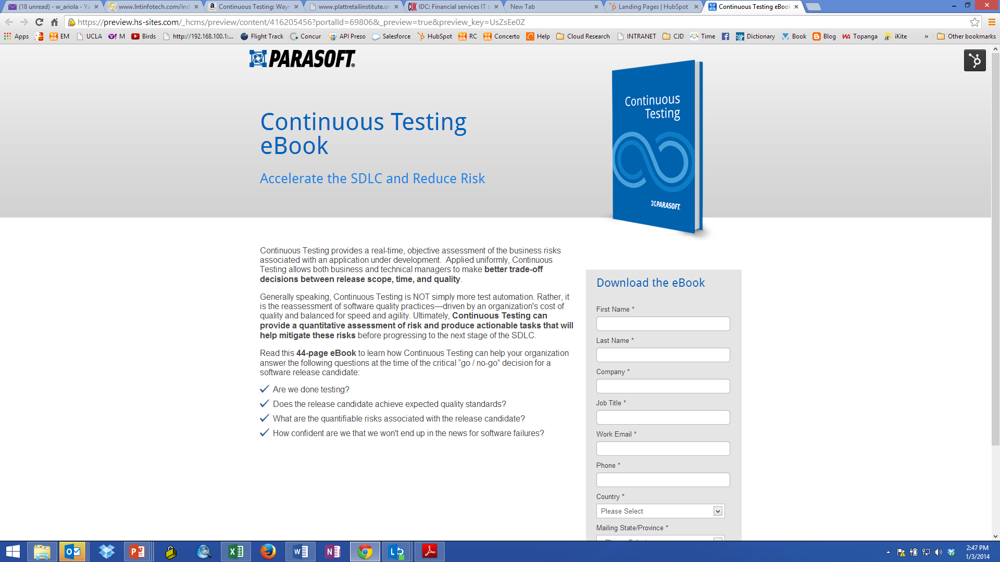 (18 unread) - w_ariola - Ya
www.lntinfotech.com/ind
Continuous Testing: Wayn
www.plattretailinstitute.or
IDC: Financial services IT s
New Tab
Landing Pages | HubSpot
Continuous Testing eBook
https://preview.hs-sites.com/_hcms/preview/content/416205456?portalId=69806&_preview=true&preview_key=UsZsEe0Z
Apps EM UCLA M Birds http://192.168.100.1:... Flight Track Concur API Preso Salesforce HubSpot RC Concerto Help Cloud Research INTRANET CJD Time Dictionary Book Blog Topanga iKite » Other bookmarks
PARASOFT®
Continuous Testing
eBook
Accelerate the SDLC and Reduce Risk
Continuous
Testing
PARASOFT
Continuous Testing provides a real-time, objective assessment of the business risks
associated with an application under development. Applied uniformly, Continuous
Testing allows both business and technical managers to make better trade-off
decisions between release scope, time, and quality.
Generally speaking, Continuous Testing is NOT simply more test automation. Rather, it
is the reassessment of software quality practices—driven by an organization's cost of
quality and balanced for speed and agility. Ultimately, Continuous Testing can
provide a quantitative assessment of risk and produce actionable tasks that will
help mitigate these risks before progressing to the next stage of the SDLC.
Read this 44-page eBook to learn how Continuous Testing can help your organization
answer the following questions at the time of the critical “go / no-go” decision for a
software release candidate:
Are we done testing?
Does the release candidate achieve expected quality standards?
What are the quantifiable risks associated with the release candidate?
How confident are we that we won't end up in the news for software failures?
Download the eBook
First Name *
Last Name *
Company *
Job Title *
Work Email *
Phone *
Country *
Please Select
Mailing State/Province *
2:47 PM
1/3/2014